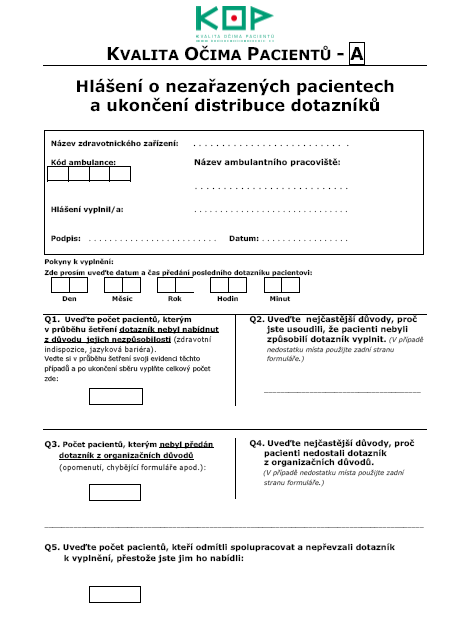 KOP
KVALITA OČIMA PACIENTŮ
KVALITA OČIMA PACIENTŮ - A
Hlášení o nezařazených pacientech
a ukončení distribuce dotazníků
Název zdravotnického zařízení: . . . . . . . . . . . . . . . . . . . . . . . . . . .
Kód ambulance:
Název ambulantního pracoviště:
. . . . . . . . . . . . . . . . . . . . . . . . . . .
Hlášení vyplnil/a: . . . . . . . . . . . . . . . . . . . . . . . . . . .
Podpis: . . . . . . . . . . . . . . . . . . . . . . Datum: . . . . . . . . . . . . . . .
Pokyny k vyplnění:
Zde prosím uveďte datum a čas předání posledního dotazníku pacientovi:
Den Měsíc Rok Hodin Minut
Q1. Uveďte počet pacientů, kterým
v průběhu šetření dotazník nebyl nabídnut
z důvodu jejich nezpůsobilosti (zdravotní
indispozice, jazyková bariéra).
Veďte si v průběhu šetření svoji evidenci těchto
případů a po ukončení sběru vyplňte celkový počet
zde:
Q2. Uveďte nejčastější důvody, proč
jste usoudili, že pacienti nebyli
způsobilí dotazník vyplnit. (V případě
nedostatku místa použijte zadní stranu
formuláře.)
Q3. Počet pacientů, kterým nebyl předán
dotazník z organizačních důvodů
(opomenutí, chybějící formuláře apod.):
Q4. Uveďte nejčastější důvody, proč
pacienti nedostali dotazník
z organizačních důvodů.
(V případě nedostatku místa použijte zadní
stranu formuláře.)
Q5. Uveďte počet pacientů, kteří odmítli spolupracovat a nepřevzali dotazník
k vyplnění, přestože jste jim ho nabídli: